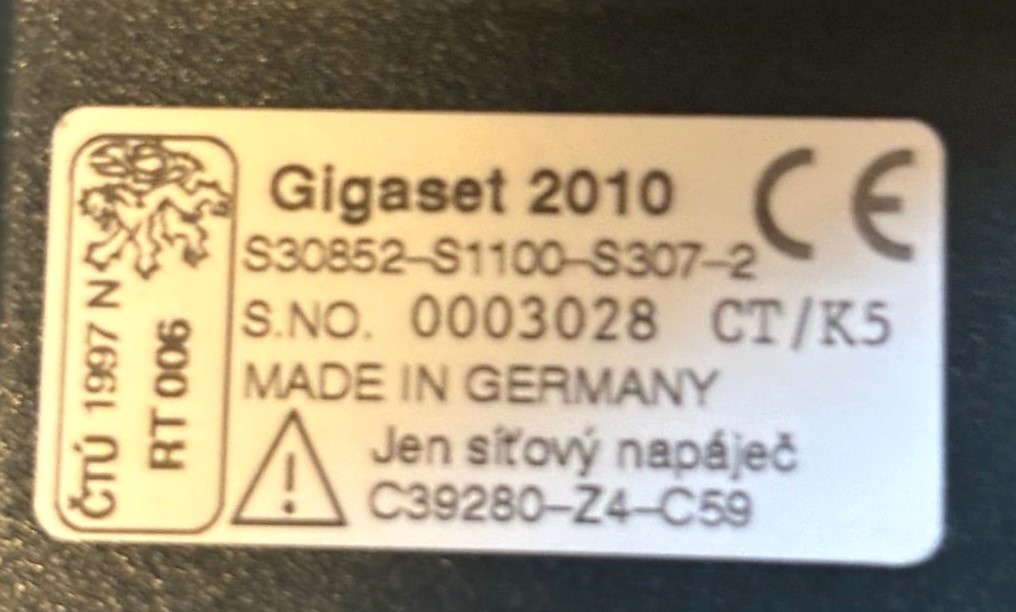 Gigaset 2010
CE
S30852-S1100-S307-2
S.NO. 0003028 CT/K5
MADE IN GERMANY
Jen síťový napáječ
C39280-Z4-C59
ČTÚ 1997 N
RT 006